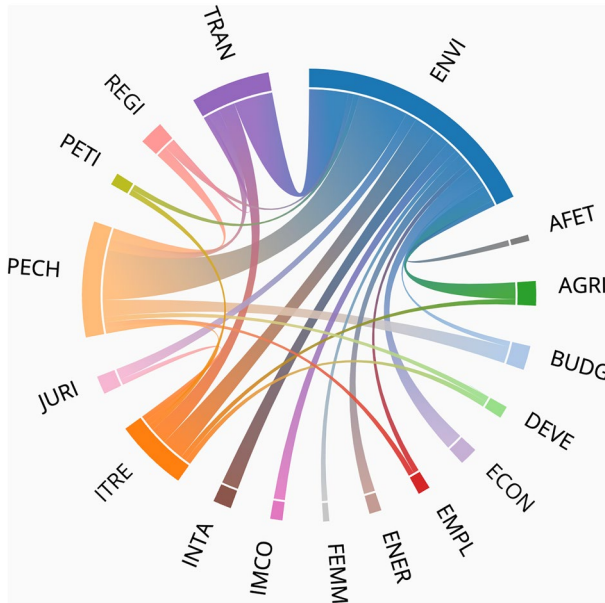 TRAN
ENVI
REGI
PETI
AFET
PECH
AGRI
BUDG
JURI
DEVE
ITRE
ECON
INTA
IMCO
FEMM
ENER
EMPL